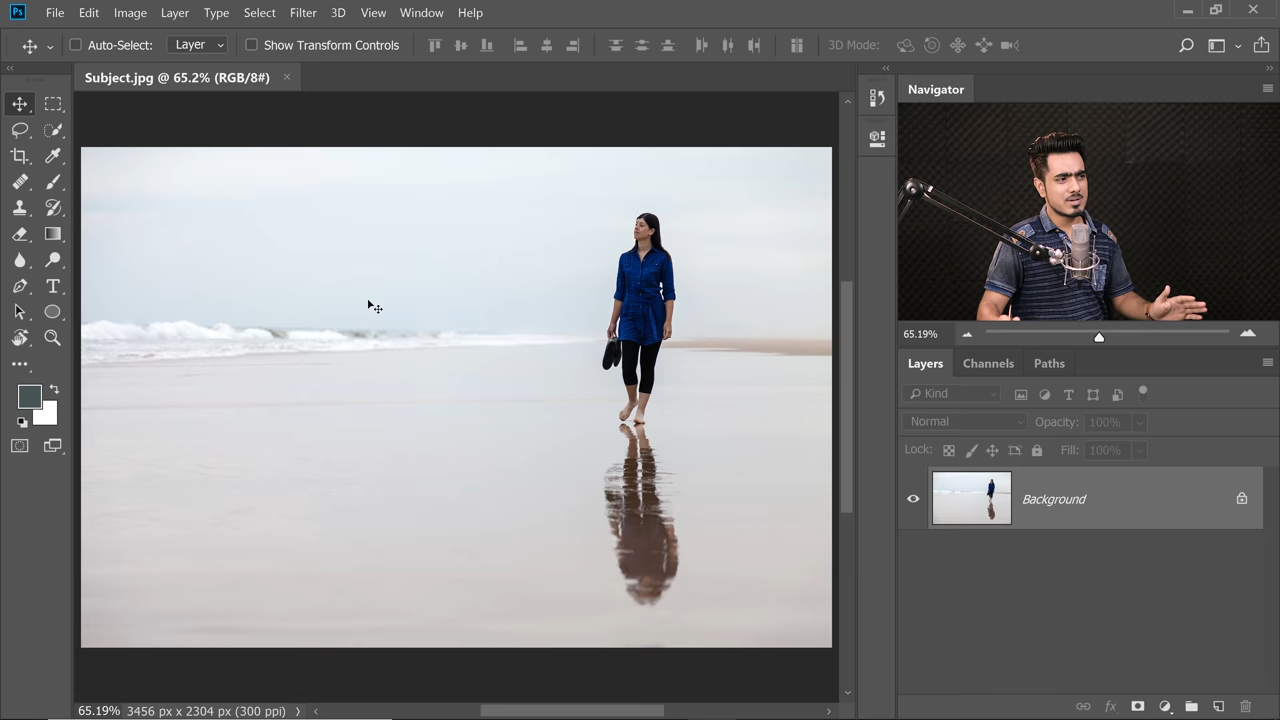 Ps File Edit Image Layer Type Select Filter 3D View Window Help
Auto-Select: Layer Show Transform Controls 3D Mode:
Subject.jpg @ 65.2% (RGB/8#) ×
Navigator
65.19%
Layers Channels Paths
Kind
Normal Opacity: 100%
Lock: Fill: 100%
Background
65.19% 3456 px x 2304 px (300 ppi)